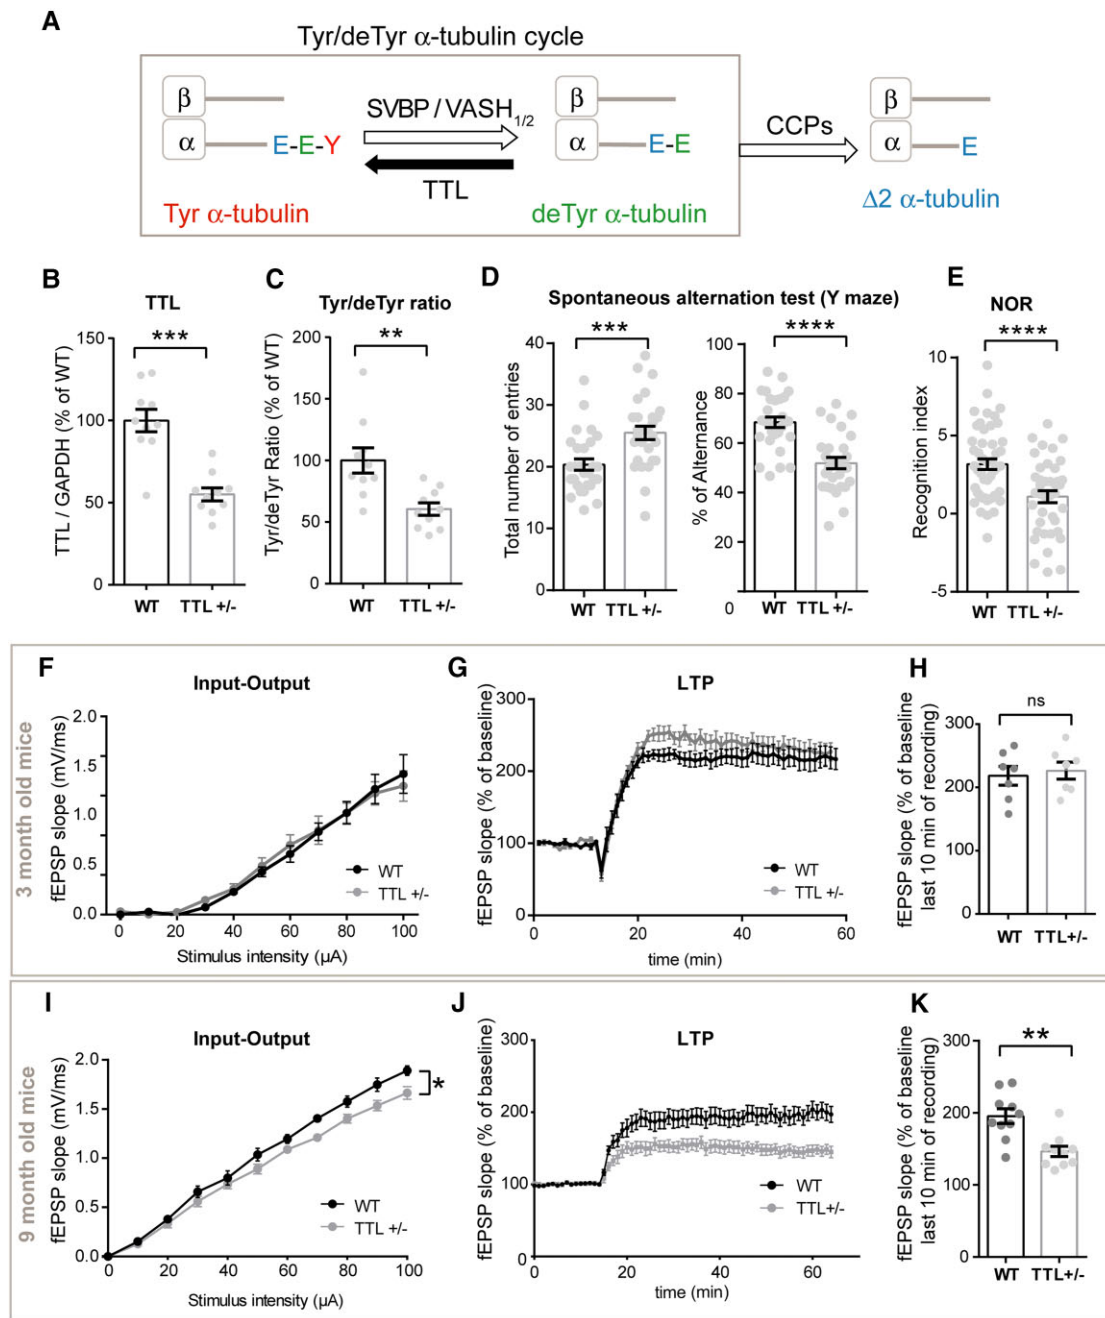 A
Tyr/deTyr α-tubulin cycle
β
α
E-E-Y
Tyr α-tubulin
SVBP / VASH1/2
TTL
β
α
E-E
deTyr α-tubulin
CCPs
β
α
E
Δ2 α-tubulin
B
TTL
***
TTL / GAPDH (% of WT)
150
100
50
0
WT
TTL +/-
C
Tyr/deTyr ratio
**
Tyr/deTyr Ratio (% of WT)
200
150
100
50
0
WT
TTL +/-
D
Spontaneous alternation test (Y maze)
***
Total number of entries
40
30
20
10
0
WT
TTL +/-
****
% of Alternance
100
80
60
40
20
0
WT
TTL +/-
E
NOR
****
Recognition index
10
5
0
-5
WT
TTL +/-
3 month old mice
F
Input-Output
fEPSP slope (mV/ms)
2.0
1.5
1.0
0.5
0.0
0 20 40 60 80 100
Stimulus intensity (µA)
WT
TTL +/-
G
LTP
fEPSP slope (% of baseline)
300
200
100
0
0 20 40 60
time (min)
WT
TTL +/-
H
ns
fEPSP slope (% of baseline
last 10 min of recording)
300
200
100
0
WT
TTL+/-
9 month old mice
I
Input-Output
fEPSP slope (mV/ms)
2.0
1.5
1.0
0.5
0.0
0 20 40 60 80 100
Stimulus intensity (µA)
*
WT
TTL +/-
J
LTP
fEPSP slope (% of baseline)
300
200
100
0
0 20 40 60
time (min)
WT
TTL+/-
K
**
fEPSP slope (% of baseline
last 10 min of recording)
300
200
100
0
WT
TTL+/-